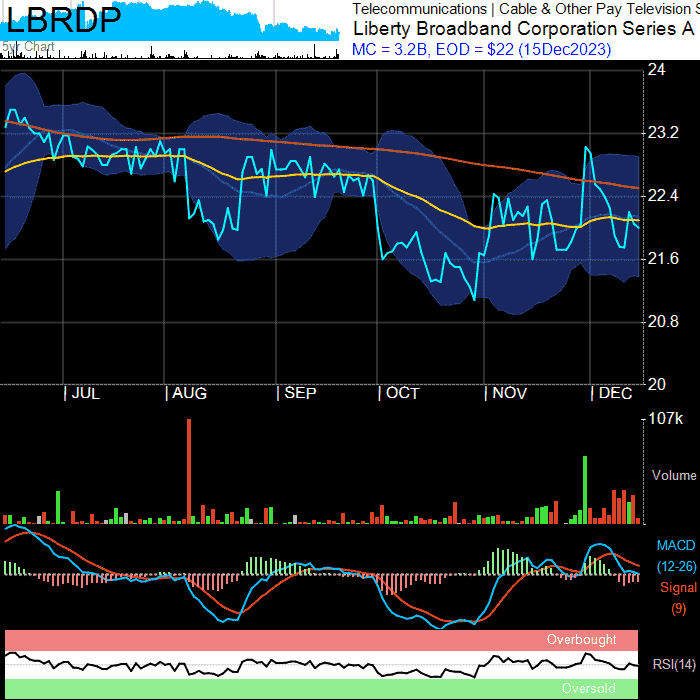 LBRDP
5yr Chart
Telecommunications | Cable & Other Pay Television S
Liberty Broadband Corporation Series A
MC = 3.2B, EOD = $22 (15Dec2023)
24
23.2
22.4
21.6
20.8
20
| JUL | AUG | SEP | OCT | NOV | DEC
107k
Volume
MACD
(12-26)
Signal
(9)
Overbought
RSI(14)
Oversold